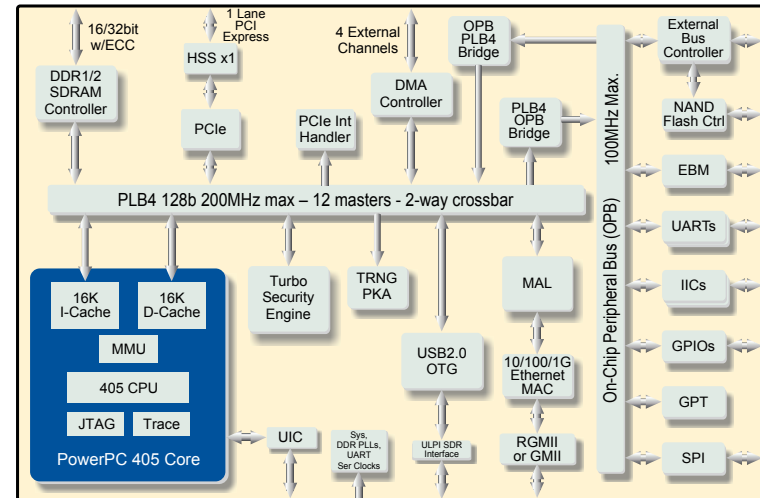 16/32bit
w/ECC
1 Lane
PCI
Express
4 External
Channels
OPB
PLB4
Bridge
External
Bus
Controller
HSS x1
DDR1/2
SDRAM
Controller
DMA
Controller
PLB4
OPB
Bridge
NAND
Flash Ctrl
PCIe
PCIe Int
Handler
EBM
PLB4 128b 200MHz max – 12 masters - 2-way crossbar
On-Chip Peripheral Bus (OPB) 100MHz Max.
UARTs
16K
I-Cache
16K
D-Cache
Turbo
Security
Engine
TRNG
PKA
MAL
IICs
MMU
USB2.0
OTG
GPIOs
405 CPU
10/100/1G
Ethernet
MAC
GPT
JTAG
Trace
UIC
Sys,
DDR PLLs,
UART
Ser Clocks
ULPI SDR
Interface
RGMII
or GMII
SPI
PowerPC 405 Core